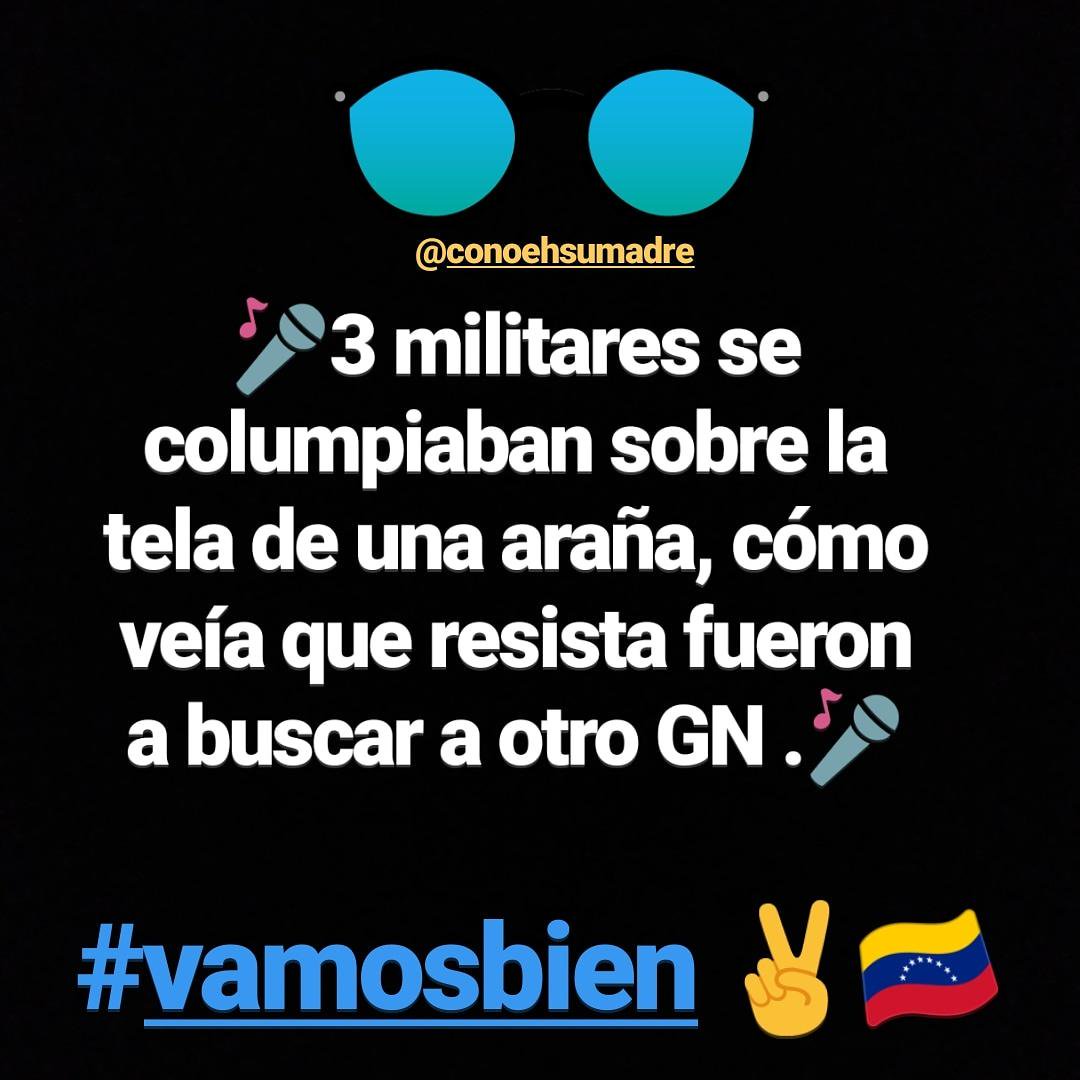 @conoehsumadre
🎤3 militares se
columpiaban sobre la
tela de una araña, cómo
veía que resista fueron
a buscar a otro GN .🎤
#vamosbien ✌️🇻🇪